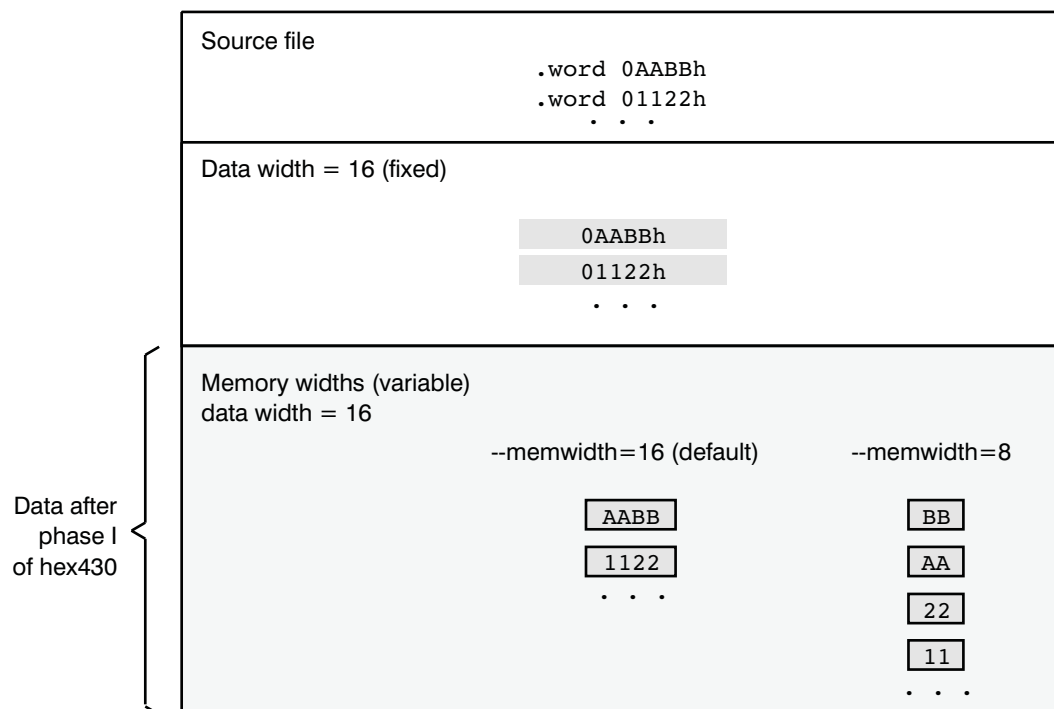 Source file
.word 0AABBh
.word 01122h
. . .
Data width = 16 (fixed)
0AABBh
01122h
. . .
Memory widths (variable)
data width = 16
--memwidth=16 (default)
--memwidth=8
Data after
phase I
of hex430
AABB
1122
. . .
BB
AA
22
11
. . .